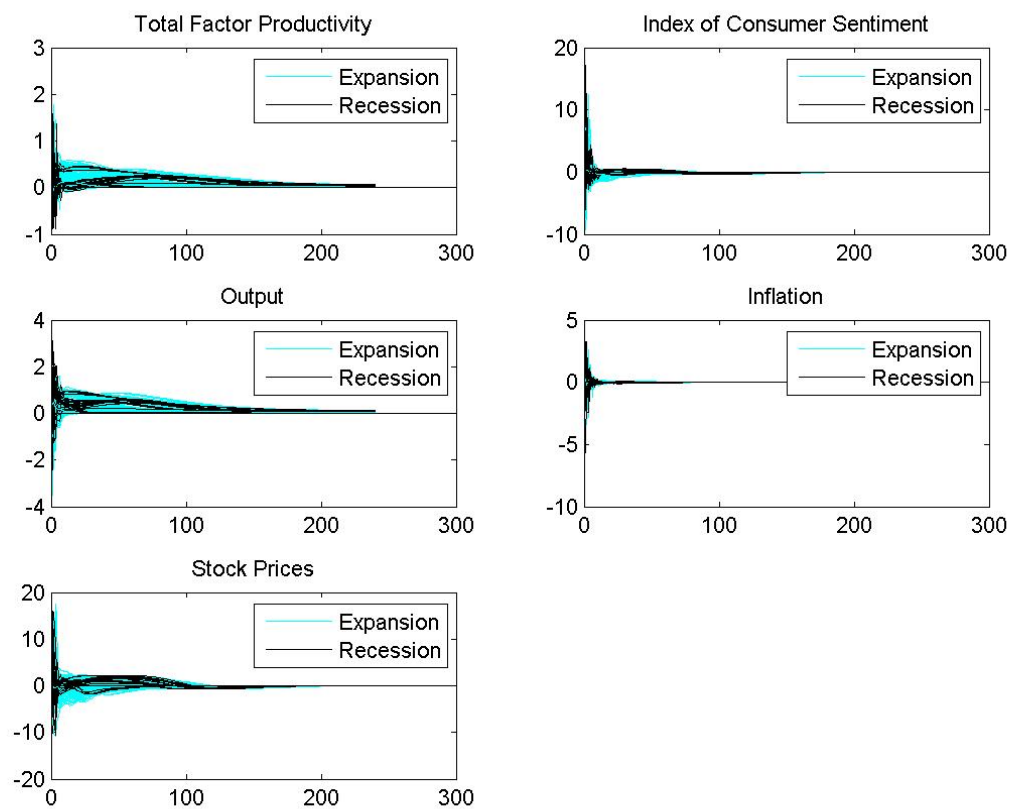 Total Factor Productivity
3
2
1
0
-1
0
100
200
300
Expansion
Recession
Index of Consumer Sentiment
20
10
0
-10
0
100
200
300
Expansion
Recession
Output
4
2
0
-2
-4
0
100
200
300
Expansion
Recession
Inflation
5
0
-5
-10
0
100
200
300
Expansion
Recession
Stock Prices
20
10
0
-10
-20
0
100
200
300
Expansion
Recession